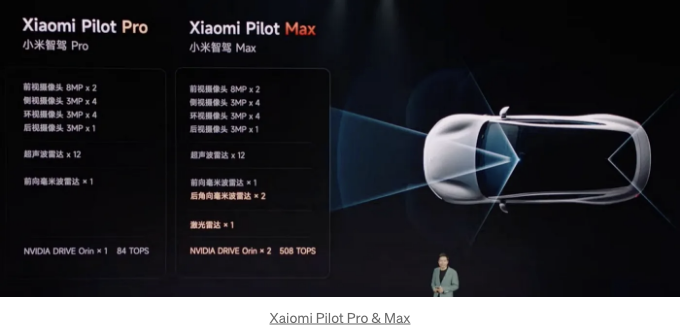 Xiaomi Pilot Pro
小米智驾 Pro
前视摄像头 8MP x 2
侧视摄像头 3MP x 4
环视摄像头 3MP x 4
后视摄像头 3MP x 1
超声波雷达 x 12
前向毫米波雷达 × 1
NVIDIA DRIVE Orin × 1 84 TOPS
Xiaomi Pilot Max
小米智驾 Max
前视摄像头 8MP x 2
侧视摄像头 3MP x 4
环视摄像头 3MP x 4
后视摄像头 3MP x 1
超声波雷达 x 12
前向毫米波雷达 × 1
后角向毫米波雷达 × 2
激光雷达 × 1
NVIDIA DRIVE Orin × 2 508 TOPS
Xaiomi Pilot Pro & Max